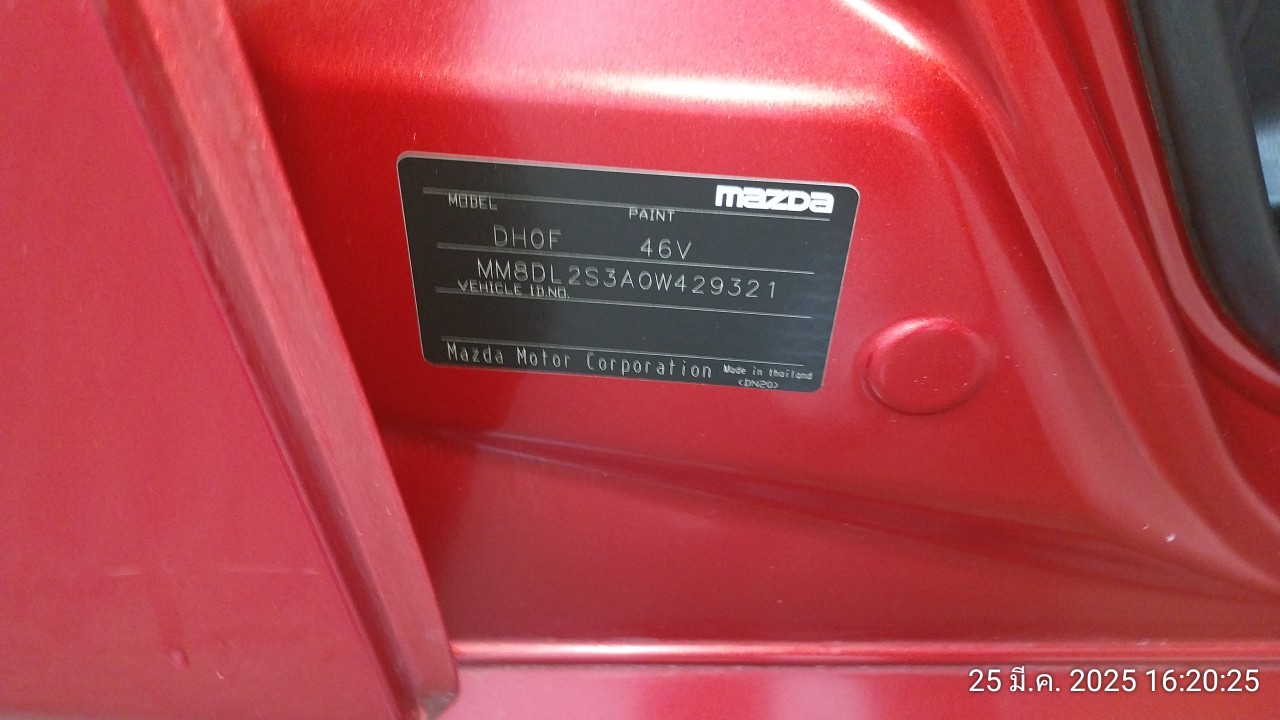 mazda
MODEL
PAINT
DH0F 46V
MM8DL2S3A0W429321
VEHICLE ID.NO.
Mazda Motor Corporation
Made in thailand
<DN20>
25 มี.ค. 2025 16:20:25